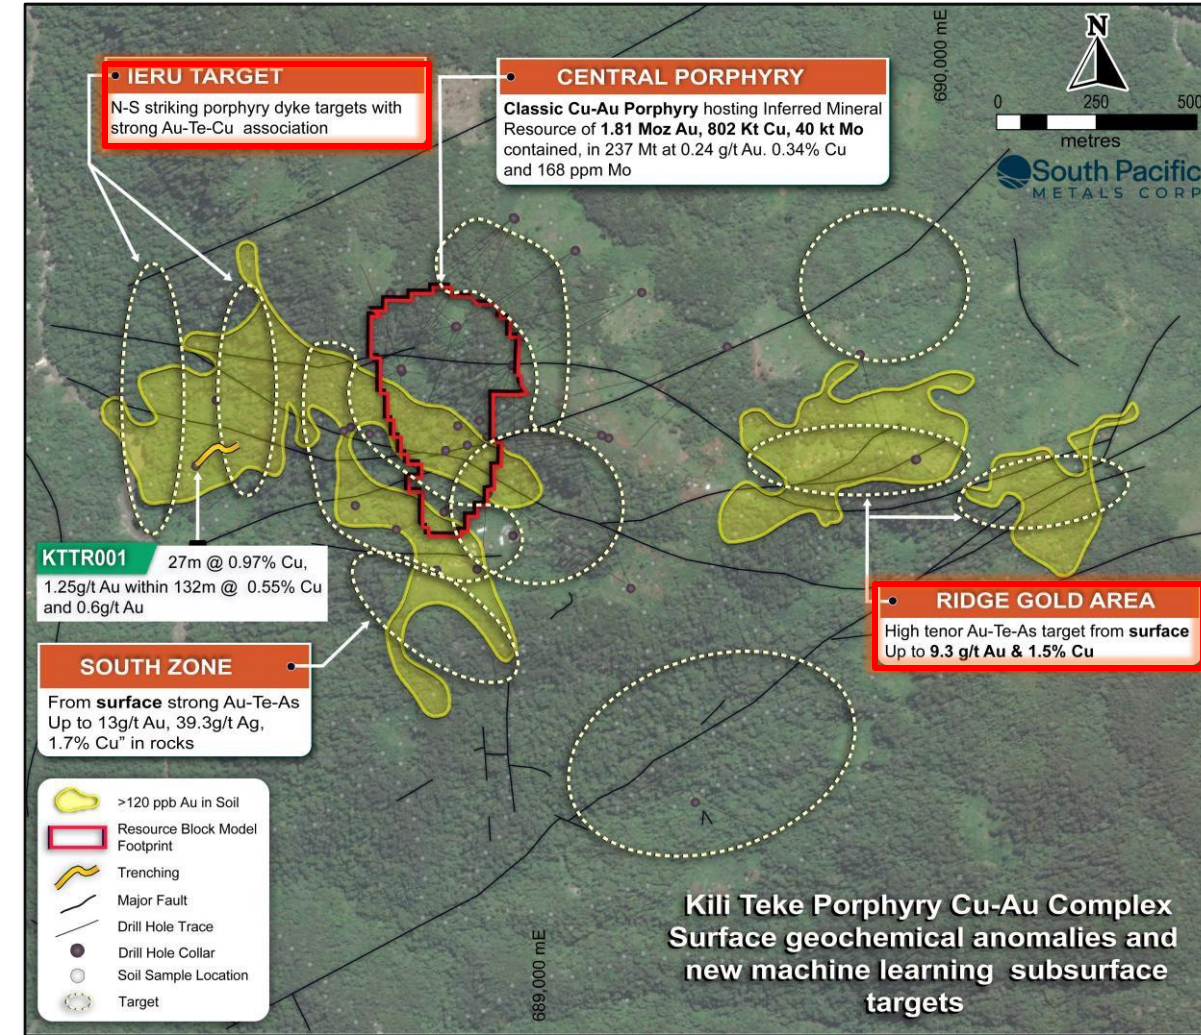 690,000 mE
N
0 250 500
metres
South Pacific
METALS CORP
IERU TARGET
N-S striking porphyry dyke targets with
strong Au-Te-Cu association
CENTRAL PORPHYRY
Classic Cu-Au Porphyry hosting Inferred Mineral
Resource of 1.81 Moz Au, 802 Kt Cu, 40 kt Mo
contained, in 237 Mt at 0.24 g/t Au. 0.34% Cu
and 168 ppm Mo
KTTR001 27m @ 0.97% Cu,
1.25g/t Au within 132m @ 0.55% Cu
and 0.6g/t Au
RIDGE GOLD AREA
High tenor Au-Te-As target from surface
Up to 9.3 g/t Au & 1.5% Cu
SOUTH ZONE
From surface strong Au-Te-As
Up to 13g/t Au, 39.3g/t Ag,
1.7% Cu” in rocks
>120 ppb Au in Soil
Resource Block Model
Footprint
Trenching
Major Fault
Drill Hole Trace
Drill Hole Collar
Soil Sample Location
Target
689,000 mE
Kili Teke Porphyry Cu-Au Complex
Surface geochemical anomalies and
new machine learning subsurface
targets